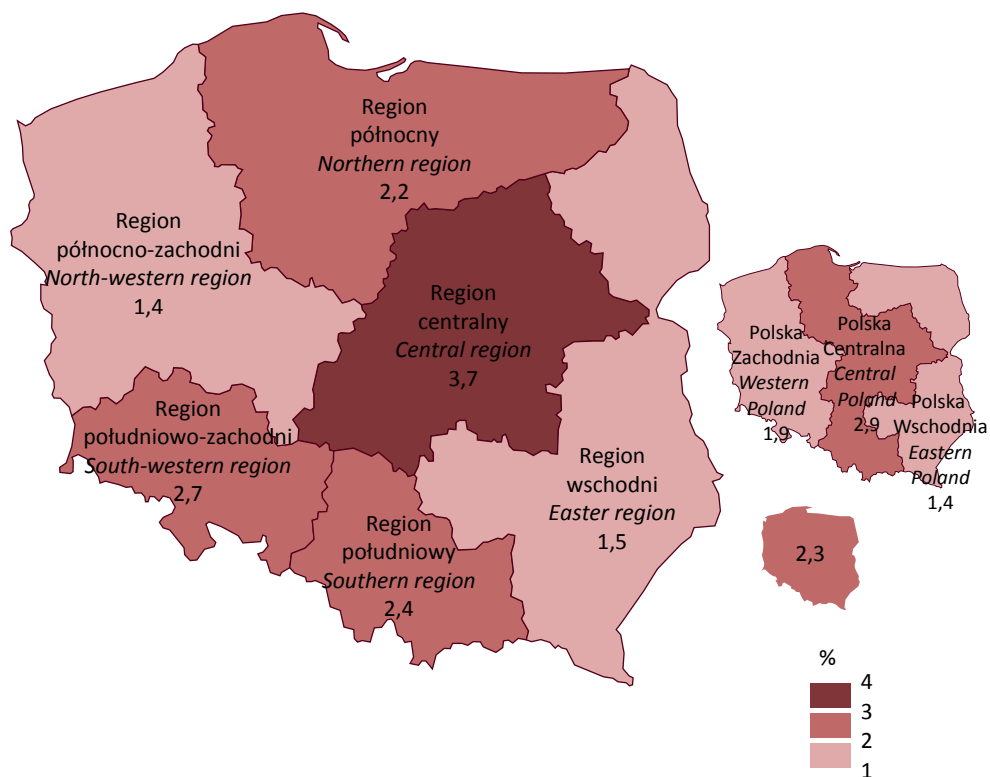 Region
północny
Northern region
2,2
Region
północno-zachodni
North-western region
1,4
Region
centralny
Central region
3,7
Region
południowo-zachodni
South-western region
2,7
Region
wschodni
Easter region
1,5
Region
południowy
Southern region
2,4
Polska
Zachodnia
Western
Poland
1,9
Polska
Centralna
Central
Poland
2,9
Polska
Wschodnia
Eastern
Poland
1,4
2,3
%
4
3
2
1